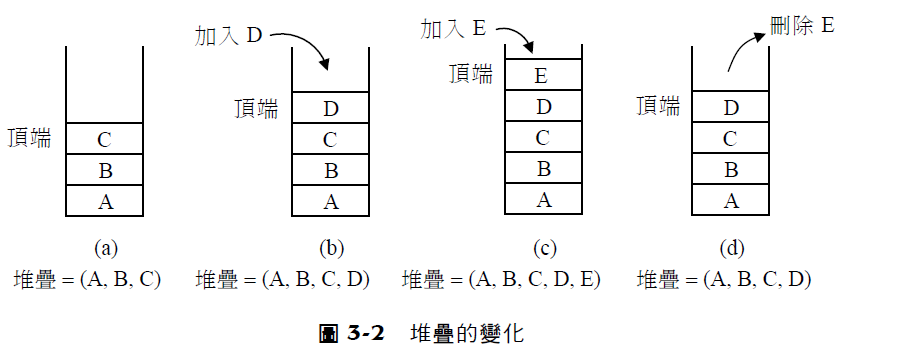 頂端
C
B
A
(a)
堆疊 = (A, B, C)
加入 D
頂端
D
C
B
A
(b)
堆疊 = (A, B, C, D)
加入 E
頂端
E
D
C
B
A
(c)
堆疊 = (A, B, C, D, E)
刪除 E
頂端
D
C
B
A
(d)
堆疊 = (A, B, C, D)
圖 3-2 堆疊的變化